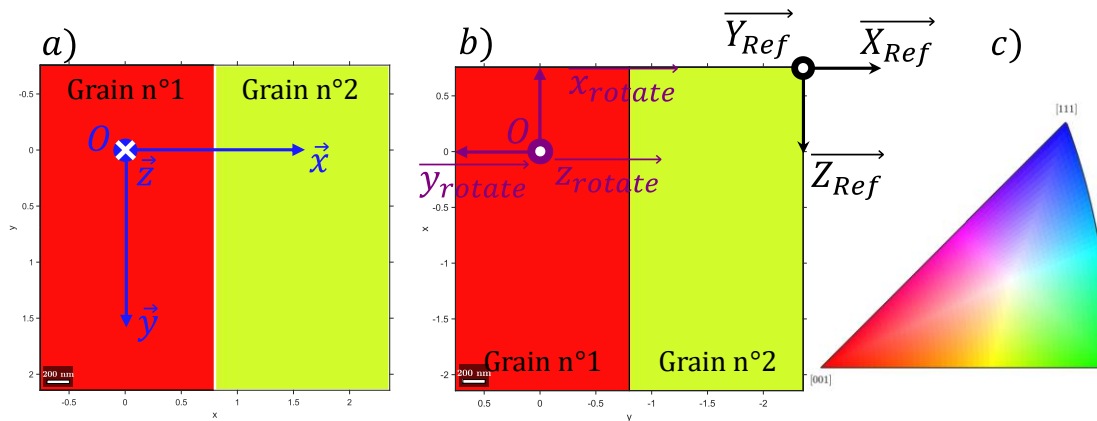 a)
Grain n°1
Grain n°2
O
z
x
y
-0.5
0
0.5
1
1.5
2
y
200 nm
-0.5
0
0.5
1
1.5
2
x
b)
Y_Ref
X_Ref
Z_Ref
x_rotate
O
y_rotate
z_rotate
0.5
0
-0.5
-1
-1.5
-2
x
Grain n°1
Grain n°2
200 nm
0.5
0
-0.5
-1
-1.5
-2
y
c)
[111]
[001]